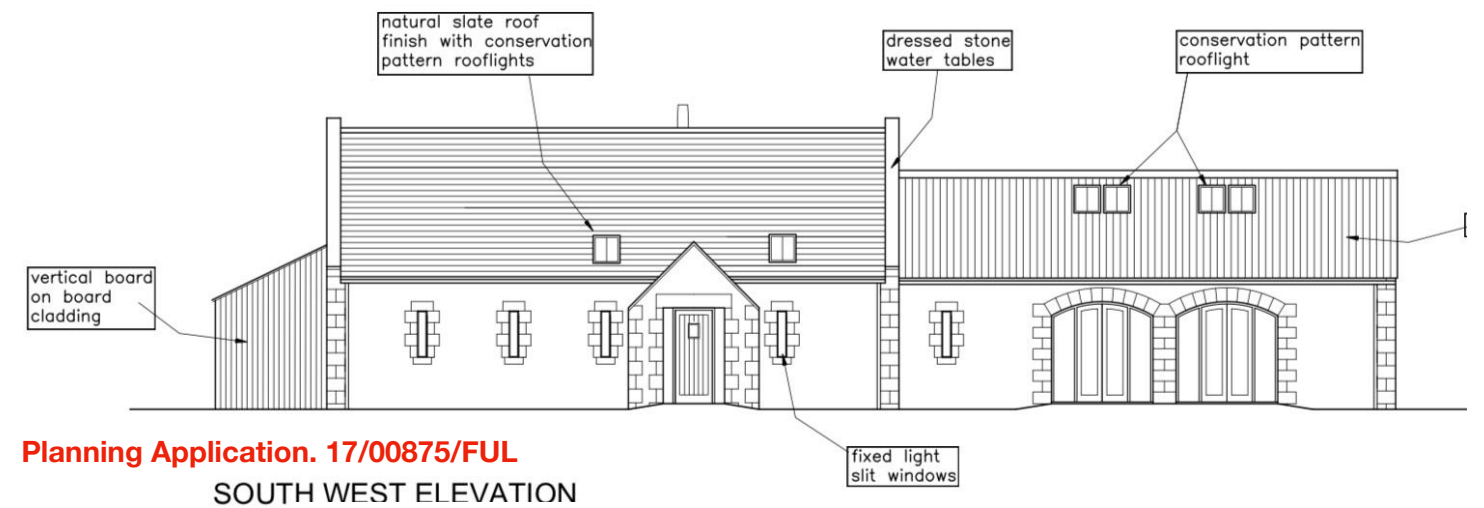 natural slate roof
finish with conservation
pattern rooflights
dressed stone
water tables
conservation pattern
rooflight
vertical board
on board
cladding
fixed light
slit windows
Planning Application. 17/00875/FUL
SOUTH WEST ELEVATION